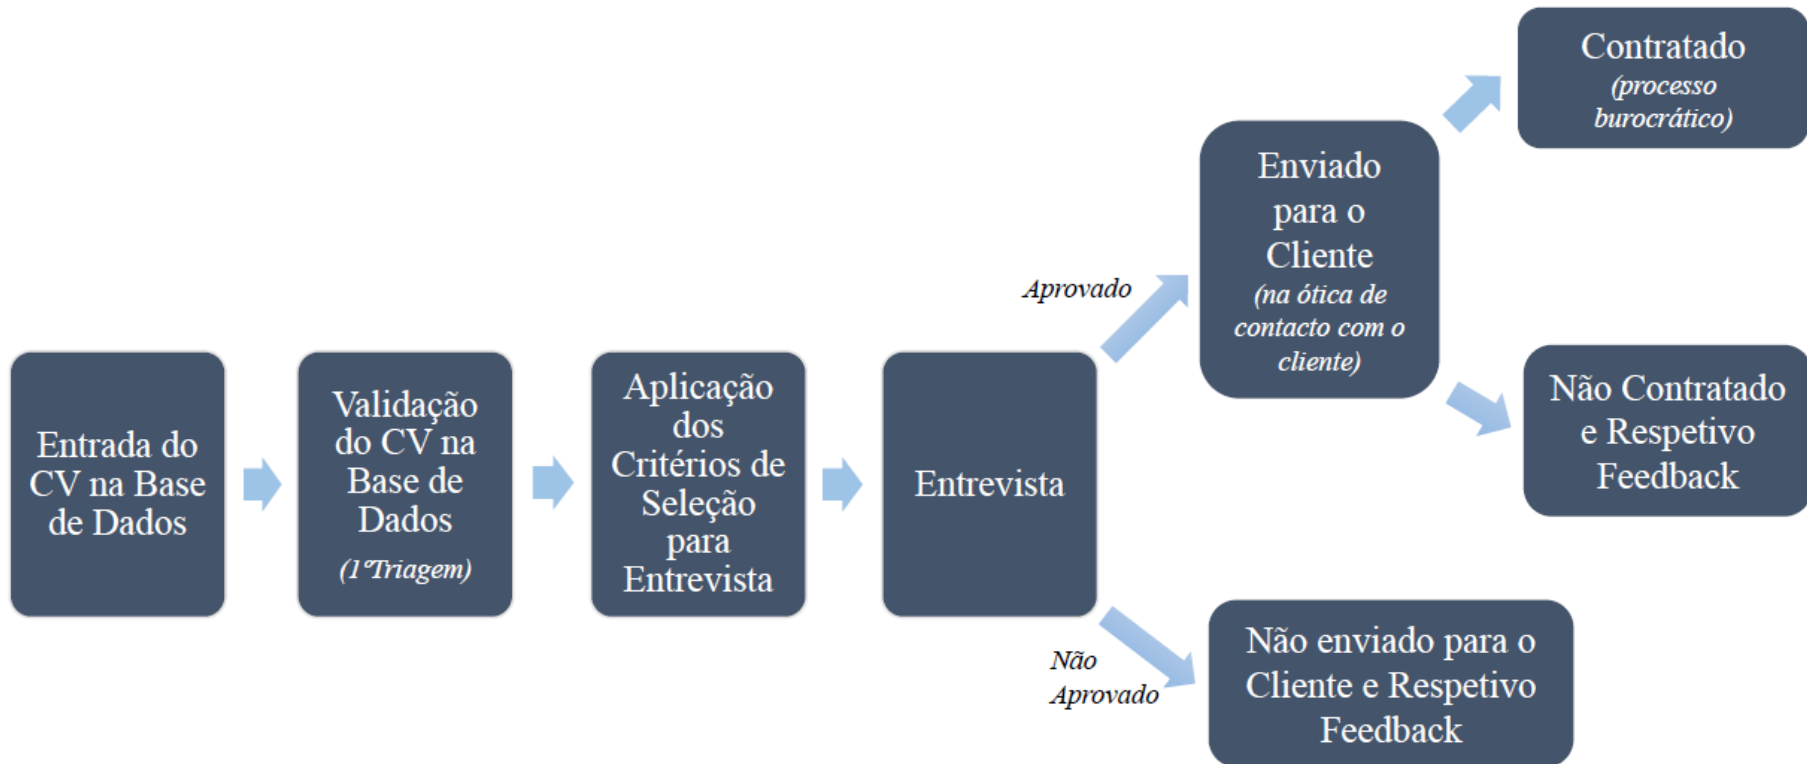 Entrada do
CV na Base
de Dados
Validação
do CV na
Base de
Dados
(1ªTriagem)
Aplicação
dos
Critérios de
Seleção
para
Entrevista
Entrevista
Aprovado
Enviado
para o
Cliente
(na ótica de
contacto com o
cliente)
Contratado
(processo
burocrático)
Não Contratado
e Respetivo
Feedback
Não
Aprovado
Não enviado para o
Cliente e Respetivo
Feedback